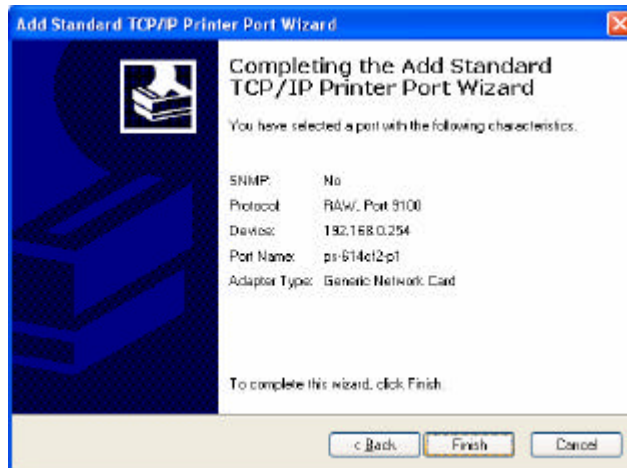 Add Standard TCP/IP Printer Port Wizard
Completing the Add Standard
TCP/IP Printer Port Wizard
You have selected a port with the following characteristics.
SNMP: No
Protocol: RAW, Port 9100
Device: 192.168.0.254
Port Name: ps-614cf2-p1
Adapter Type: Generic Network Card
To complete this wizard, click Finish.
< Back Finish Cancel